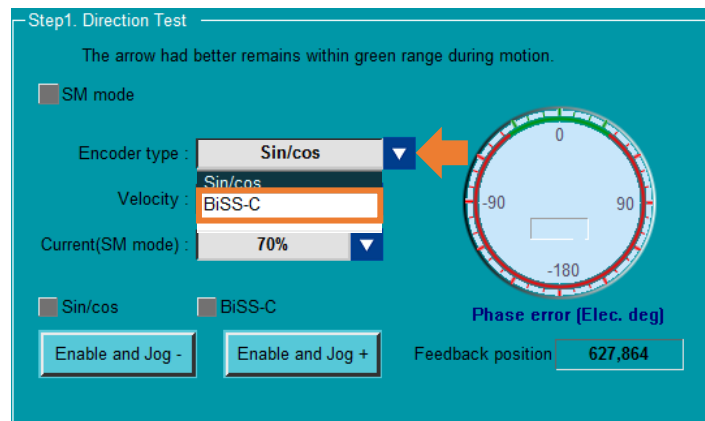 Step1. Direction Test
The arrow had better remains within green range during motion.
SM mode
Encoder type : Sin/cos
Sin/cos
Velocity : BiSS-C
Current(SM mode) : 70%
0
-90 90
-180
Phase error (Elec. deg)
Sin/cos BiSS-C
Enable and Jog - Enable and Jog + Feedback position 627,864